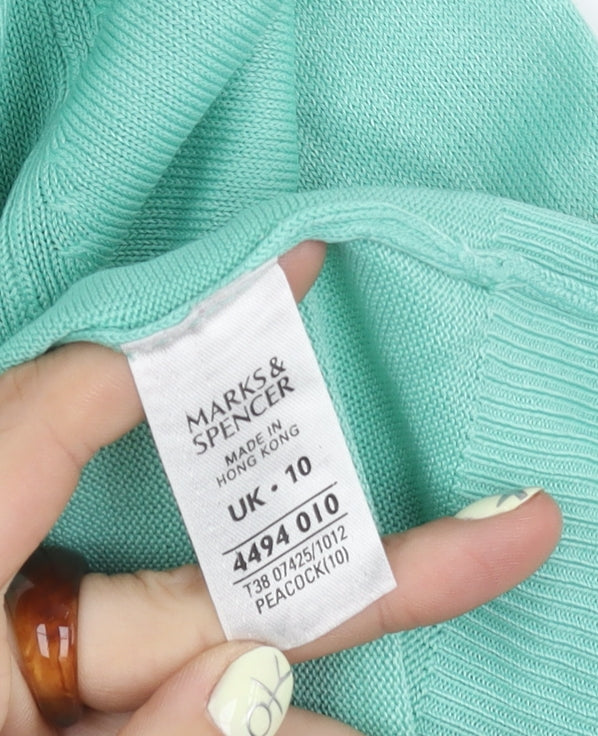 MARKS &
SPENCER
MADE IN
HONG KONG
UK • 10
4494 010
T38 07425/1012
PEACOCK(10)